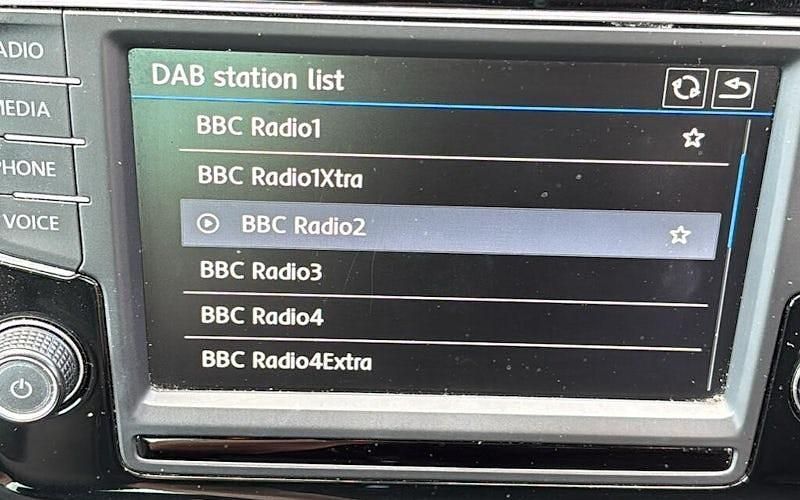 ADIO
DAB station list
MEDIA
BBC Radio1
BBC Radio1Xtra
PHONE
BBC Radio2
VOICE
BBC Radio3
BBC Radio4
BBC Radio4Extra